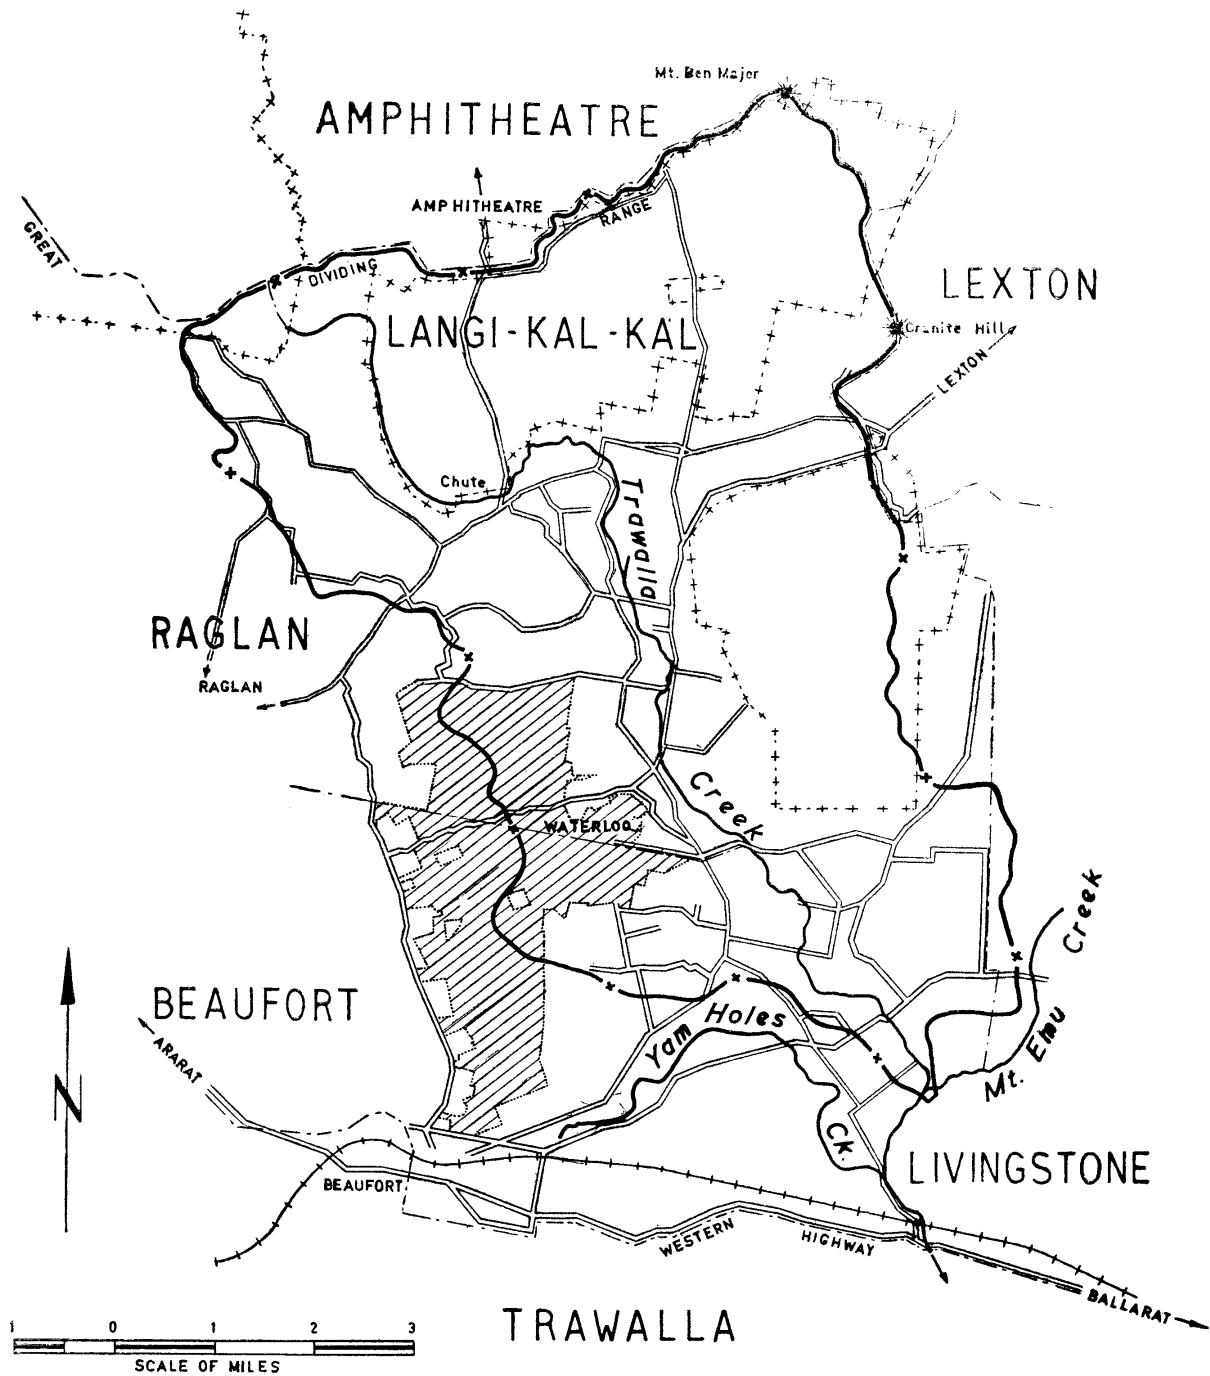 Mt. Ben Major
AMPHITHEATRE
AMPHITHEATRE
RANGE
GREAT
DIVIDING
LEXTON
LANGI-KAL-KAL
Granite Hill
LEXTON
Chute
Trawalla
RAGLAN
RAGLAN
Creek
WATERLOO
Creek
BEAUFORT
Yam Holes
Mt. Emu
ARARAT
N
Ck.
LIVINGSTONE
BEAUFORT
WESTERN
HIGHWAY
BALLARAT
TRAWALLA
1 0 1 2 3
SCALE OF MILES